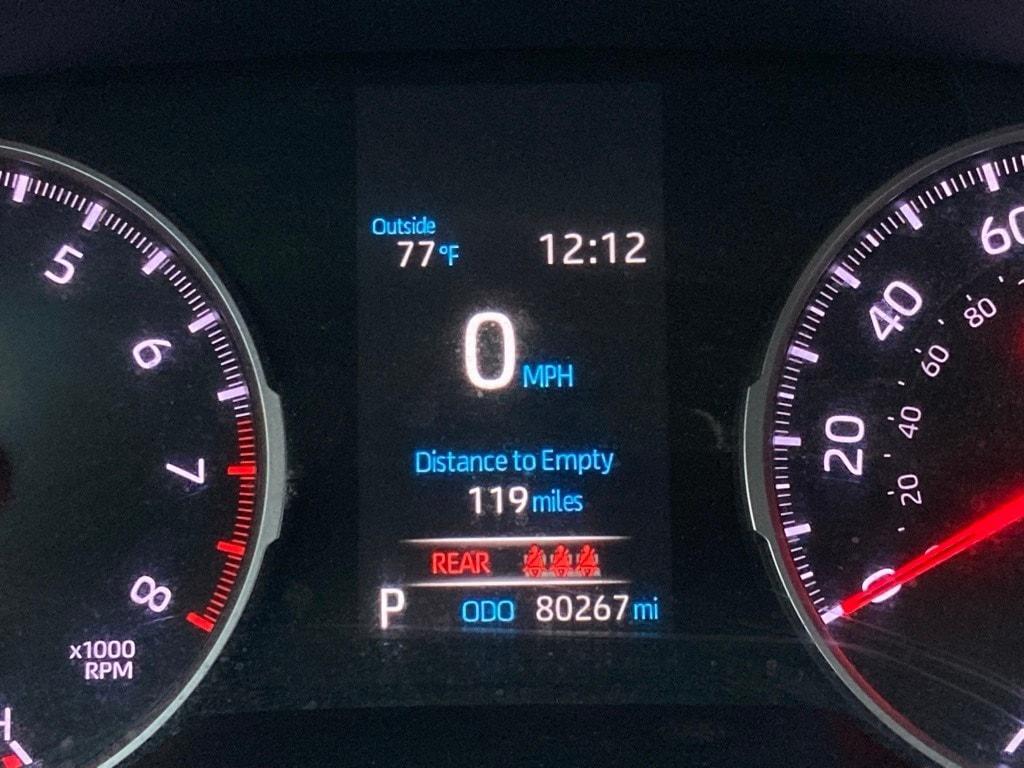 Outside
77°F 12:12
0 MPH
Distance to Empty
119 miles
REAR
P ODO 80267 mi
5
6
7
8
x1000
RPM
H
60
40
20
0
80
60
40
20